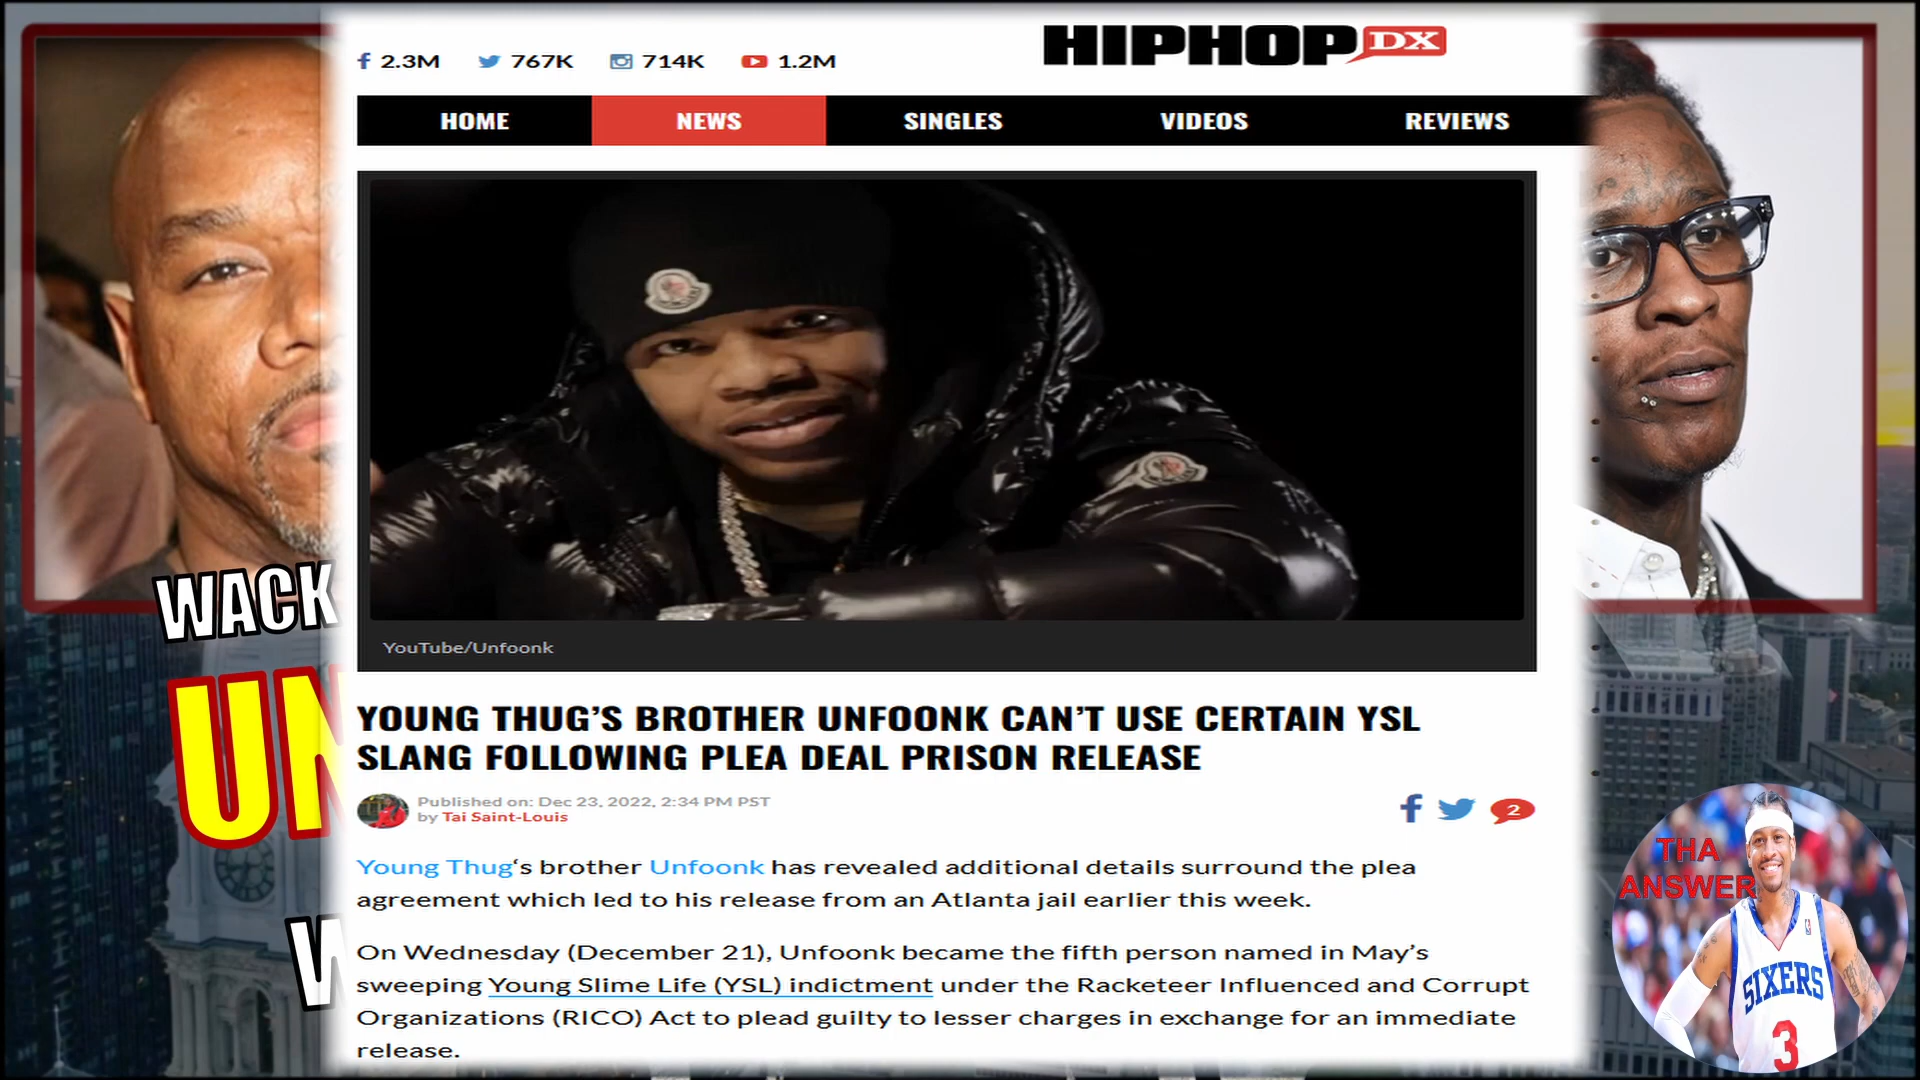 2.3M 767K 714K 1.2M
HIPHOPDX
HOME NEWS SINGLES VIDEOS REVIEWS
YouTube/Unfoonk
YOUNG THUG’S BROTHER UNFOONK CAN’T USE CERTAIN YSL
SLANG FOLLOWING PLEA DEAL PRISON RELEASE
Published on: Dec 23, 2022, 2:34 PM PST
by Tai Saint-Louis
2
Young Thug‘s brother Unfoonk has revealed additional details surround the plea
agreement which led to his release from an Atlanta jail earlier this week.
On Wednesday (December 21), Unfoonk became the fifth person named in May’s
sweeping Young Slime Life (YSL) indictment under the Racketeer Influenced and Corrupt
Organizations (RICO) Act to plead guilty to lesser charges in exchange for an immediate
release.
WACK
UN
W
THA
ANSWER
SIXERS
3